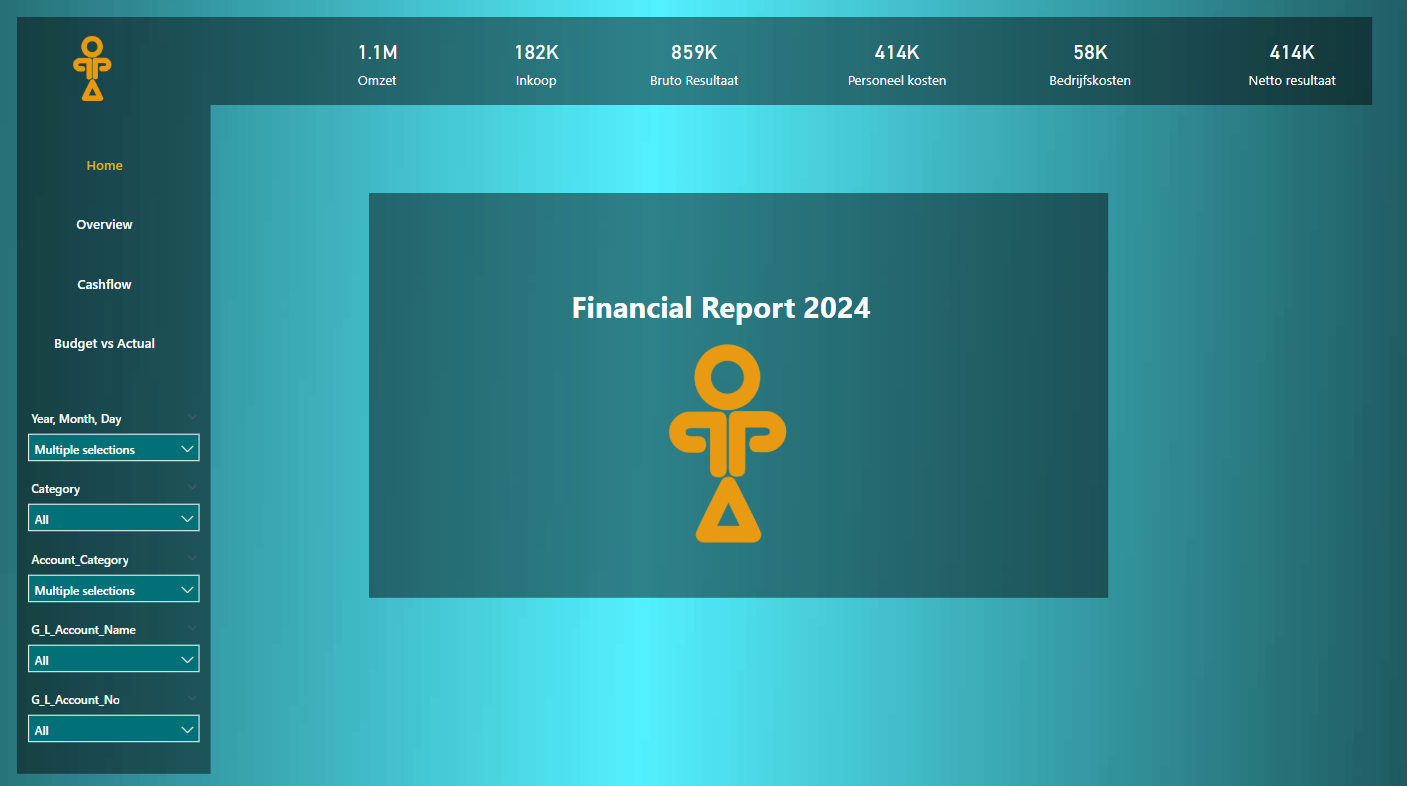 1.1M
Omzet
182K
Inkoop
859K
Bruto Resultaat
414K
Personeel kosten
58K
Bedrijfskosten
414K
Netto resultaat
Home
Overview
Cashflow
Budget vs Actual
Year, Month, Day
Multiple selections
Category
All
Account_Category
Multiple selections
G_L_Account_Name
All
G_L_Account_No
All
Financial Report 2024